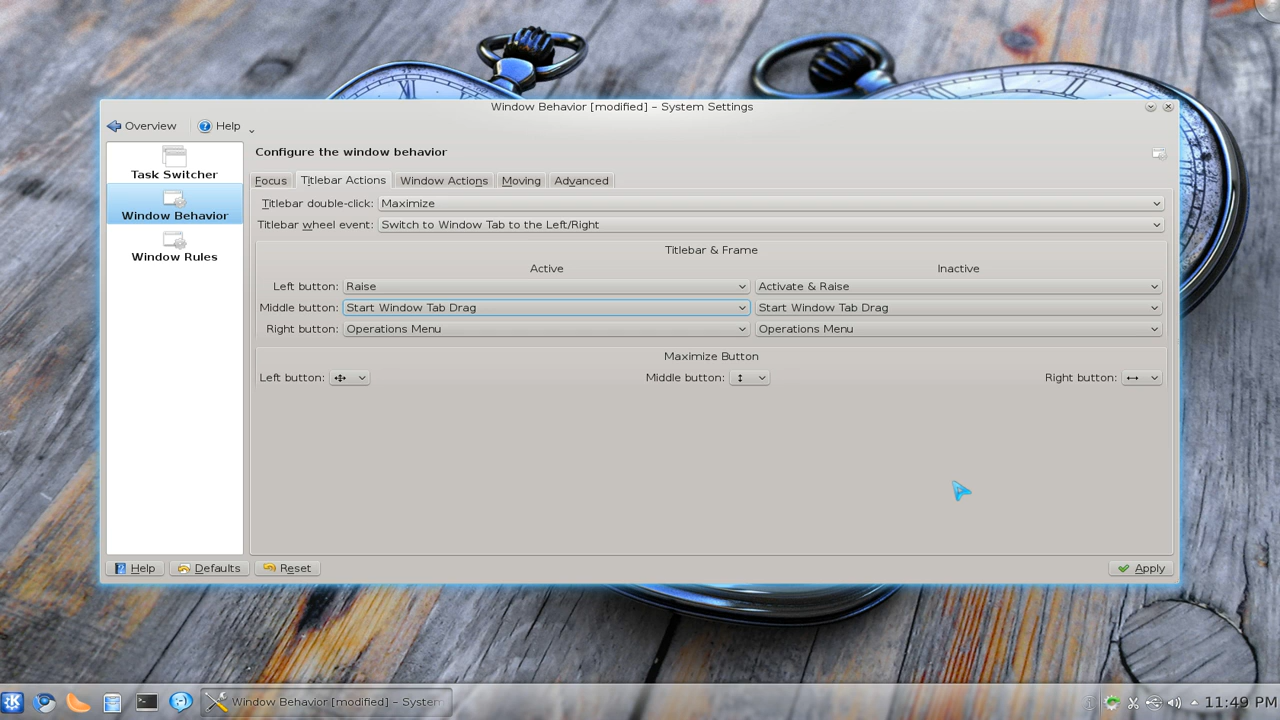 Window Behavior [modified] – System Settings
Overview Help
Configure the window behavior
Task Switcher
Window Behavior
Window Rules
Focus Titlebar Actions Window Actions Moving Advanced
Titlebar double-click: Maximize
Titlebar wheel event: Switch to Window Tab to the Left/Right
Titlebar & Frame
Active Inactive
Left button: Raise Activate & Raise
Middle button: Start Window Tab Drag Start Window Tab Drag
Right button: Operations Menu Operations Menu
Maximize Button
Left button: Middle button: Right button:
Help Defaults Reset Apply
Window Behavior [modified] – System 11:49 PM